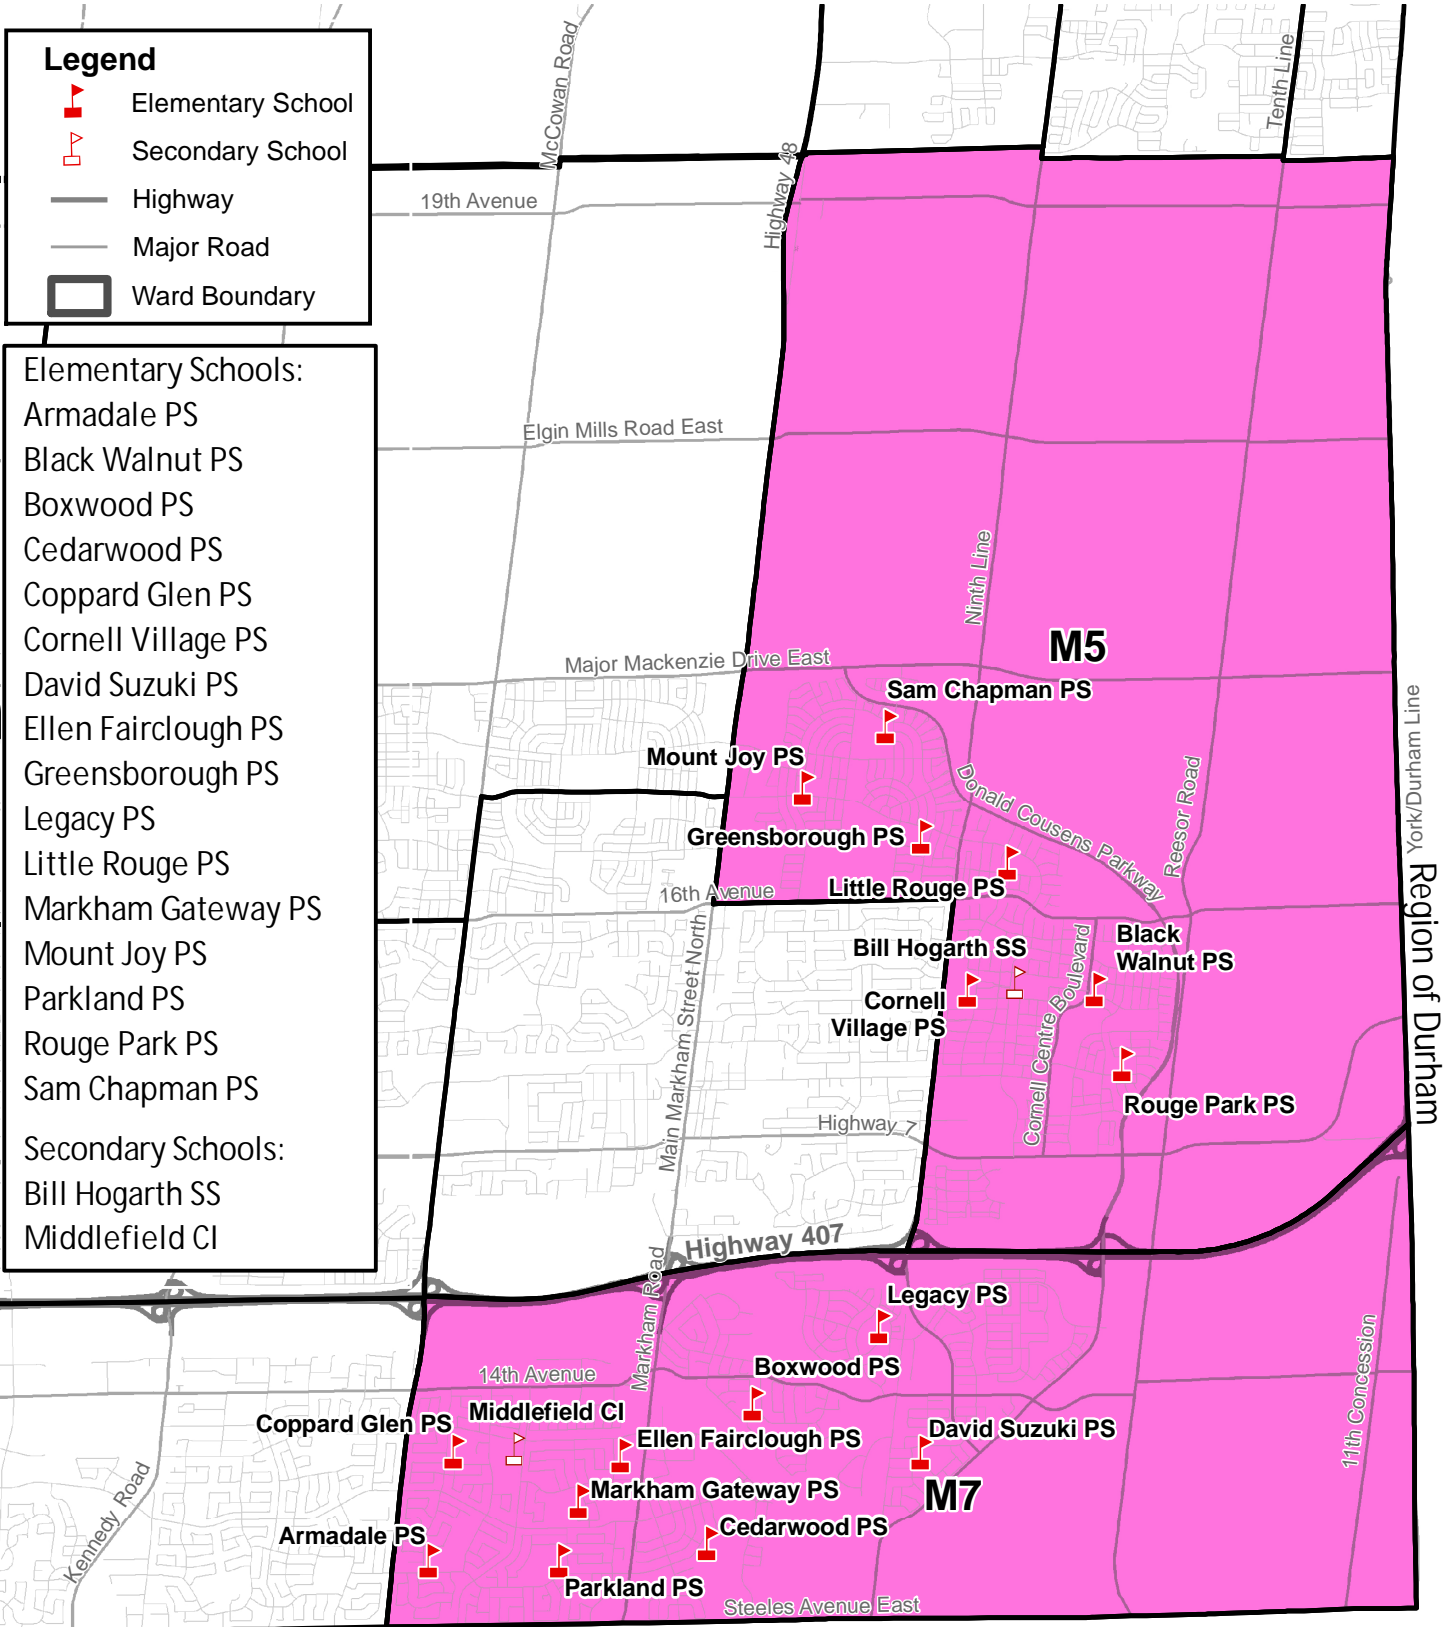 Legend
Elementary School
Secondary School
Highway
Major Road
Ward Boundary
Elementary Schools:
Armadale PS
Black Walnut PS
Boxwood PS
Cedarwood PS
Coppard Glen PS
Cornell Village PS
David Suzuki PS
Ellen Fairclough PS
Greensborough PS
Legacy PS
Little Rouge PS
Markham Gateway PS
Mount Joy PS
Parkland PS
Rouge Park PS
Sam Chapman PS
Secondary Schools:
Bill Hogarth SS
Middlefield CI
McCowan Road
Tenth Line
Highway 48
19th Avenue
Elgin Mills Road East
Ninth Line
M5
Major Mackenzie Drive East
Sam Chapman PS
York/Durham Line
Mount Joy PS
Donald Cousens Parkway
Reesor Road
Greensborough PS
Little Rouge PS
16th Avenue
Region of Durham
Main Markham Street North
Bill Hogarth SS
Black
Walnut PS
Cornell
Village PS
Cornell Centre Boulevard
Rouge Park PS
Highway 7
Highway 407
Markham Road
Legacy PS
Boxwood PS
14th Avenue
11th Concession
Coppard Glen PS
Middlefield CI
Ellen Fairclough PS
David Suzuki PS
Kennedy Road
Markham Gateway PS
M7
Armadale PS
Cedarwood PS
Parkland PS
Steeles Avenue East